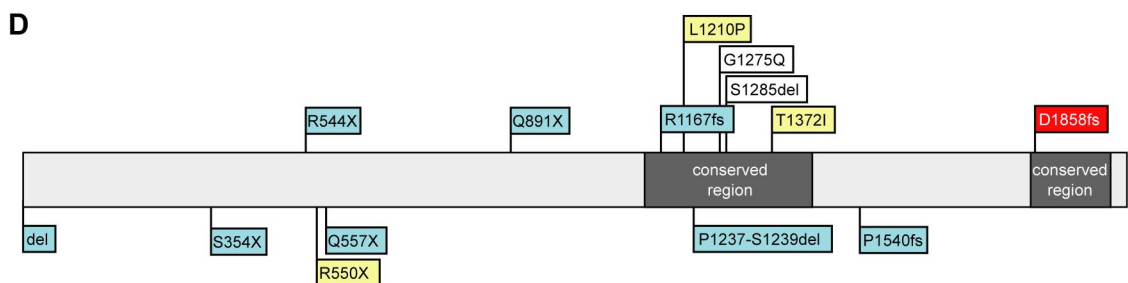 D
L1210P
G1275Q
S1285del
R544X
Q891X
R1167fs
T1372I
D1858fs
conserved
region
conserved
region
del
S354X
Q557X
R550X
P1237-S1239del
P1540fs